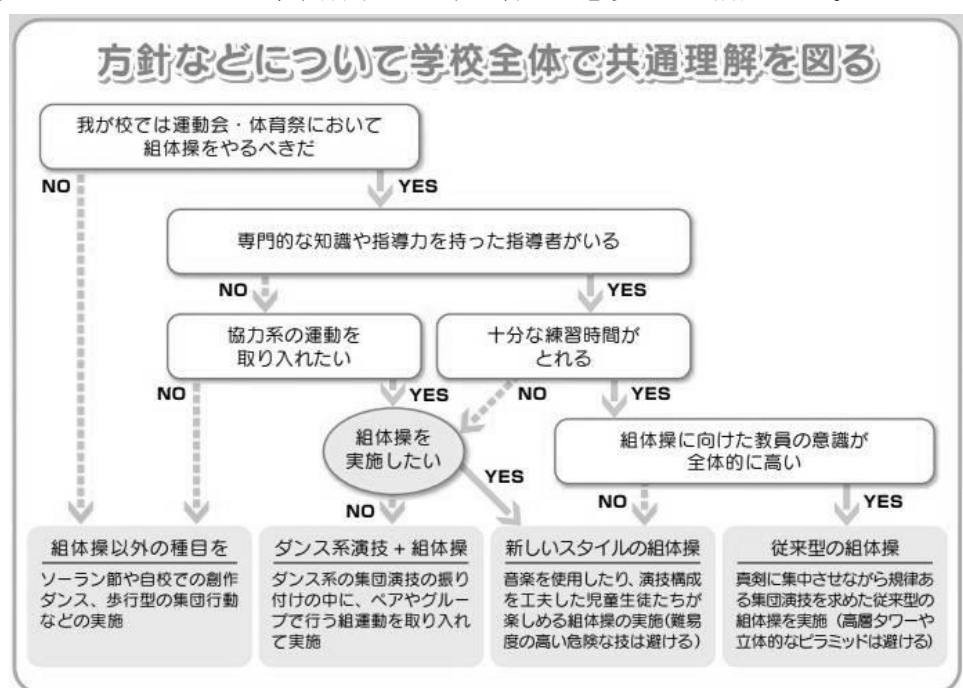 方針などについて学校全体で共通理解を図る
我が校では運動会・体育祭において
組体操をやるべきだ
NO
YES
専門的な知識や指導力を持った指導者がいる
NO
YES
協力系の運動を
取り入れたい
十分な練習時間が
とれる
NO
YES
NO
YES
組体操を
実施したい
組体操に向けた教員の意識が
全体的に高い
YES
NO
NO
YES
組体操以外の種目を
ソーラン節や自校での創作
ダンス、歩行型の集団行動
などの実施
ダンス系演技+組体操
ダンス系の集団演技の振り
付けの中に、ペアやグルー
プで行う組運動を取り入れ
て実施
新しいスタイルの組体操
音楽を使用したり、演技構成
を工夫した児童生徒たちが
楽しめる組体操の実施(難易
度の高い危険な技は避ける)
従来型の組体操
真剣に集中させながら規律あ
る集団演技を求めた従来型の
組体操を実施(高層タワーや
立体的なピラミッドは避ける)